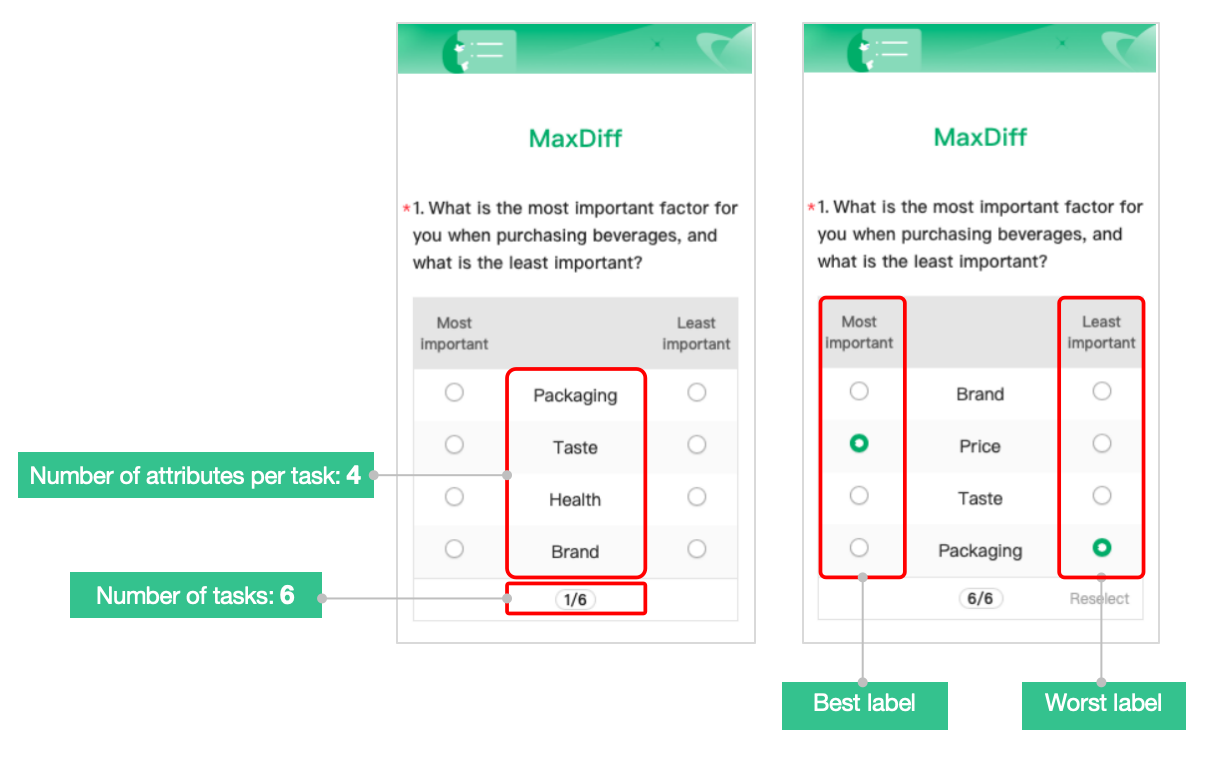 MaxDiff
*1. What is the most important factor for
you when purchasing beverages, and
what is the least important?
Most
important
Least
important
Packaging
Taste
Health
Brand
1/6
Number of attributes per task: 4
Number of tasks: 6
MaxDiff
*1. What is the most important factor for
you when purchasing beverages, and
what is the least important?
Most
important
Least
important
Brand
Price
Taste
Packaging
6/6
Reselect
Best label
Worst label